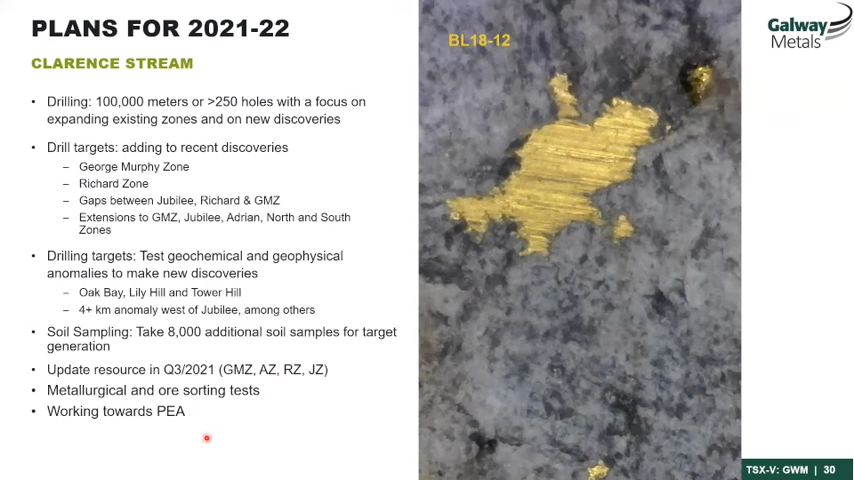 PLANS FOR 2021-22
CLARENCE STREAM
• Drilling: 100,000 meters or >250 holes with a focus on
expanding existing zones and on new discoveries
• Drill targets: adding to recent discoveries
– George Murphy Zone
– Richard Zone
– Gaps between Jubilee, Richard & GMZ
– Extensions to GMZ, Jubilee, Adrian, North and South
Zones
• Drilling targets: Test geochemical and geophysical
anomalies to make new discoveries
– Oak Bay, Lily Hill and Tower Hill
– 4+ km anomaly west of Jubilee, among others
• Soil Sampling: Take 8,000 additional soil samples for target
generation
• Update resource in Q3/2021 (GMZ, AZ, RZ, JZ)
• Metallurgical and ore sorting tests
• Working towards PEA
BL18-12
Galway
Metals
TSX-V: GWM | 30